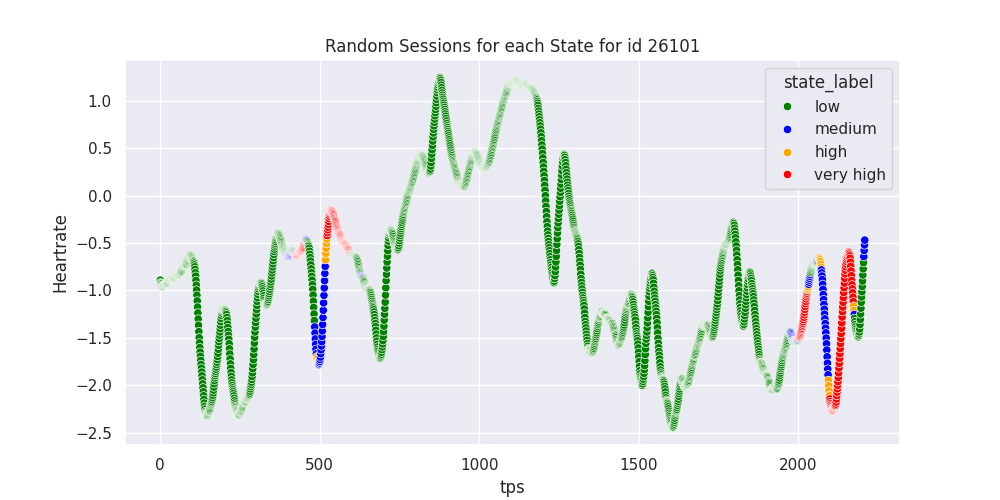 Random Sessions for each State for id 26101
state_label
low
medium
high
very high
Heartrate
1.0
0.5
0.0
−0.5
−1.0
−1.5
−2.0
−2.5
0
500
1000
1500
2000
tps